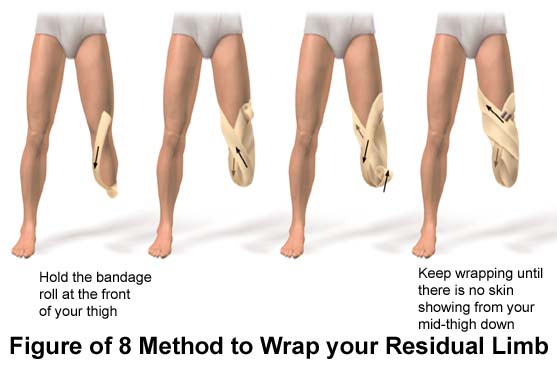 Hold the bandage
roll at the front
of your thigh
Keep wrapping until
there is no skin
showing from your
mid-thigh down
Figure of 8 Method to Wrap your Residual Limb